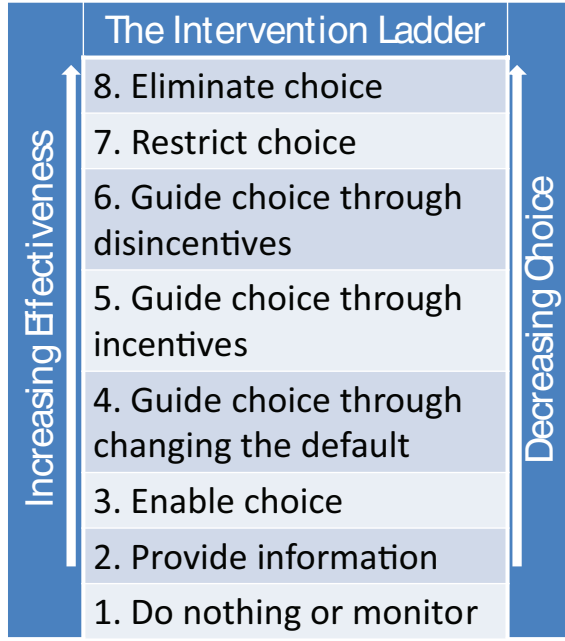 The Intervention Ladder
Increasing Effectiveness
8. Eliminate choice
7. Restrict choice
6. Guide choice through
disincentives
5. Guide choice through
incentives
4. Guide choice through
changing the default
3. Enable choice
2. Provide information
1. Do nothing or monitor
Decreasing Choice